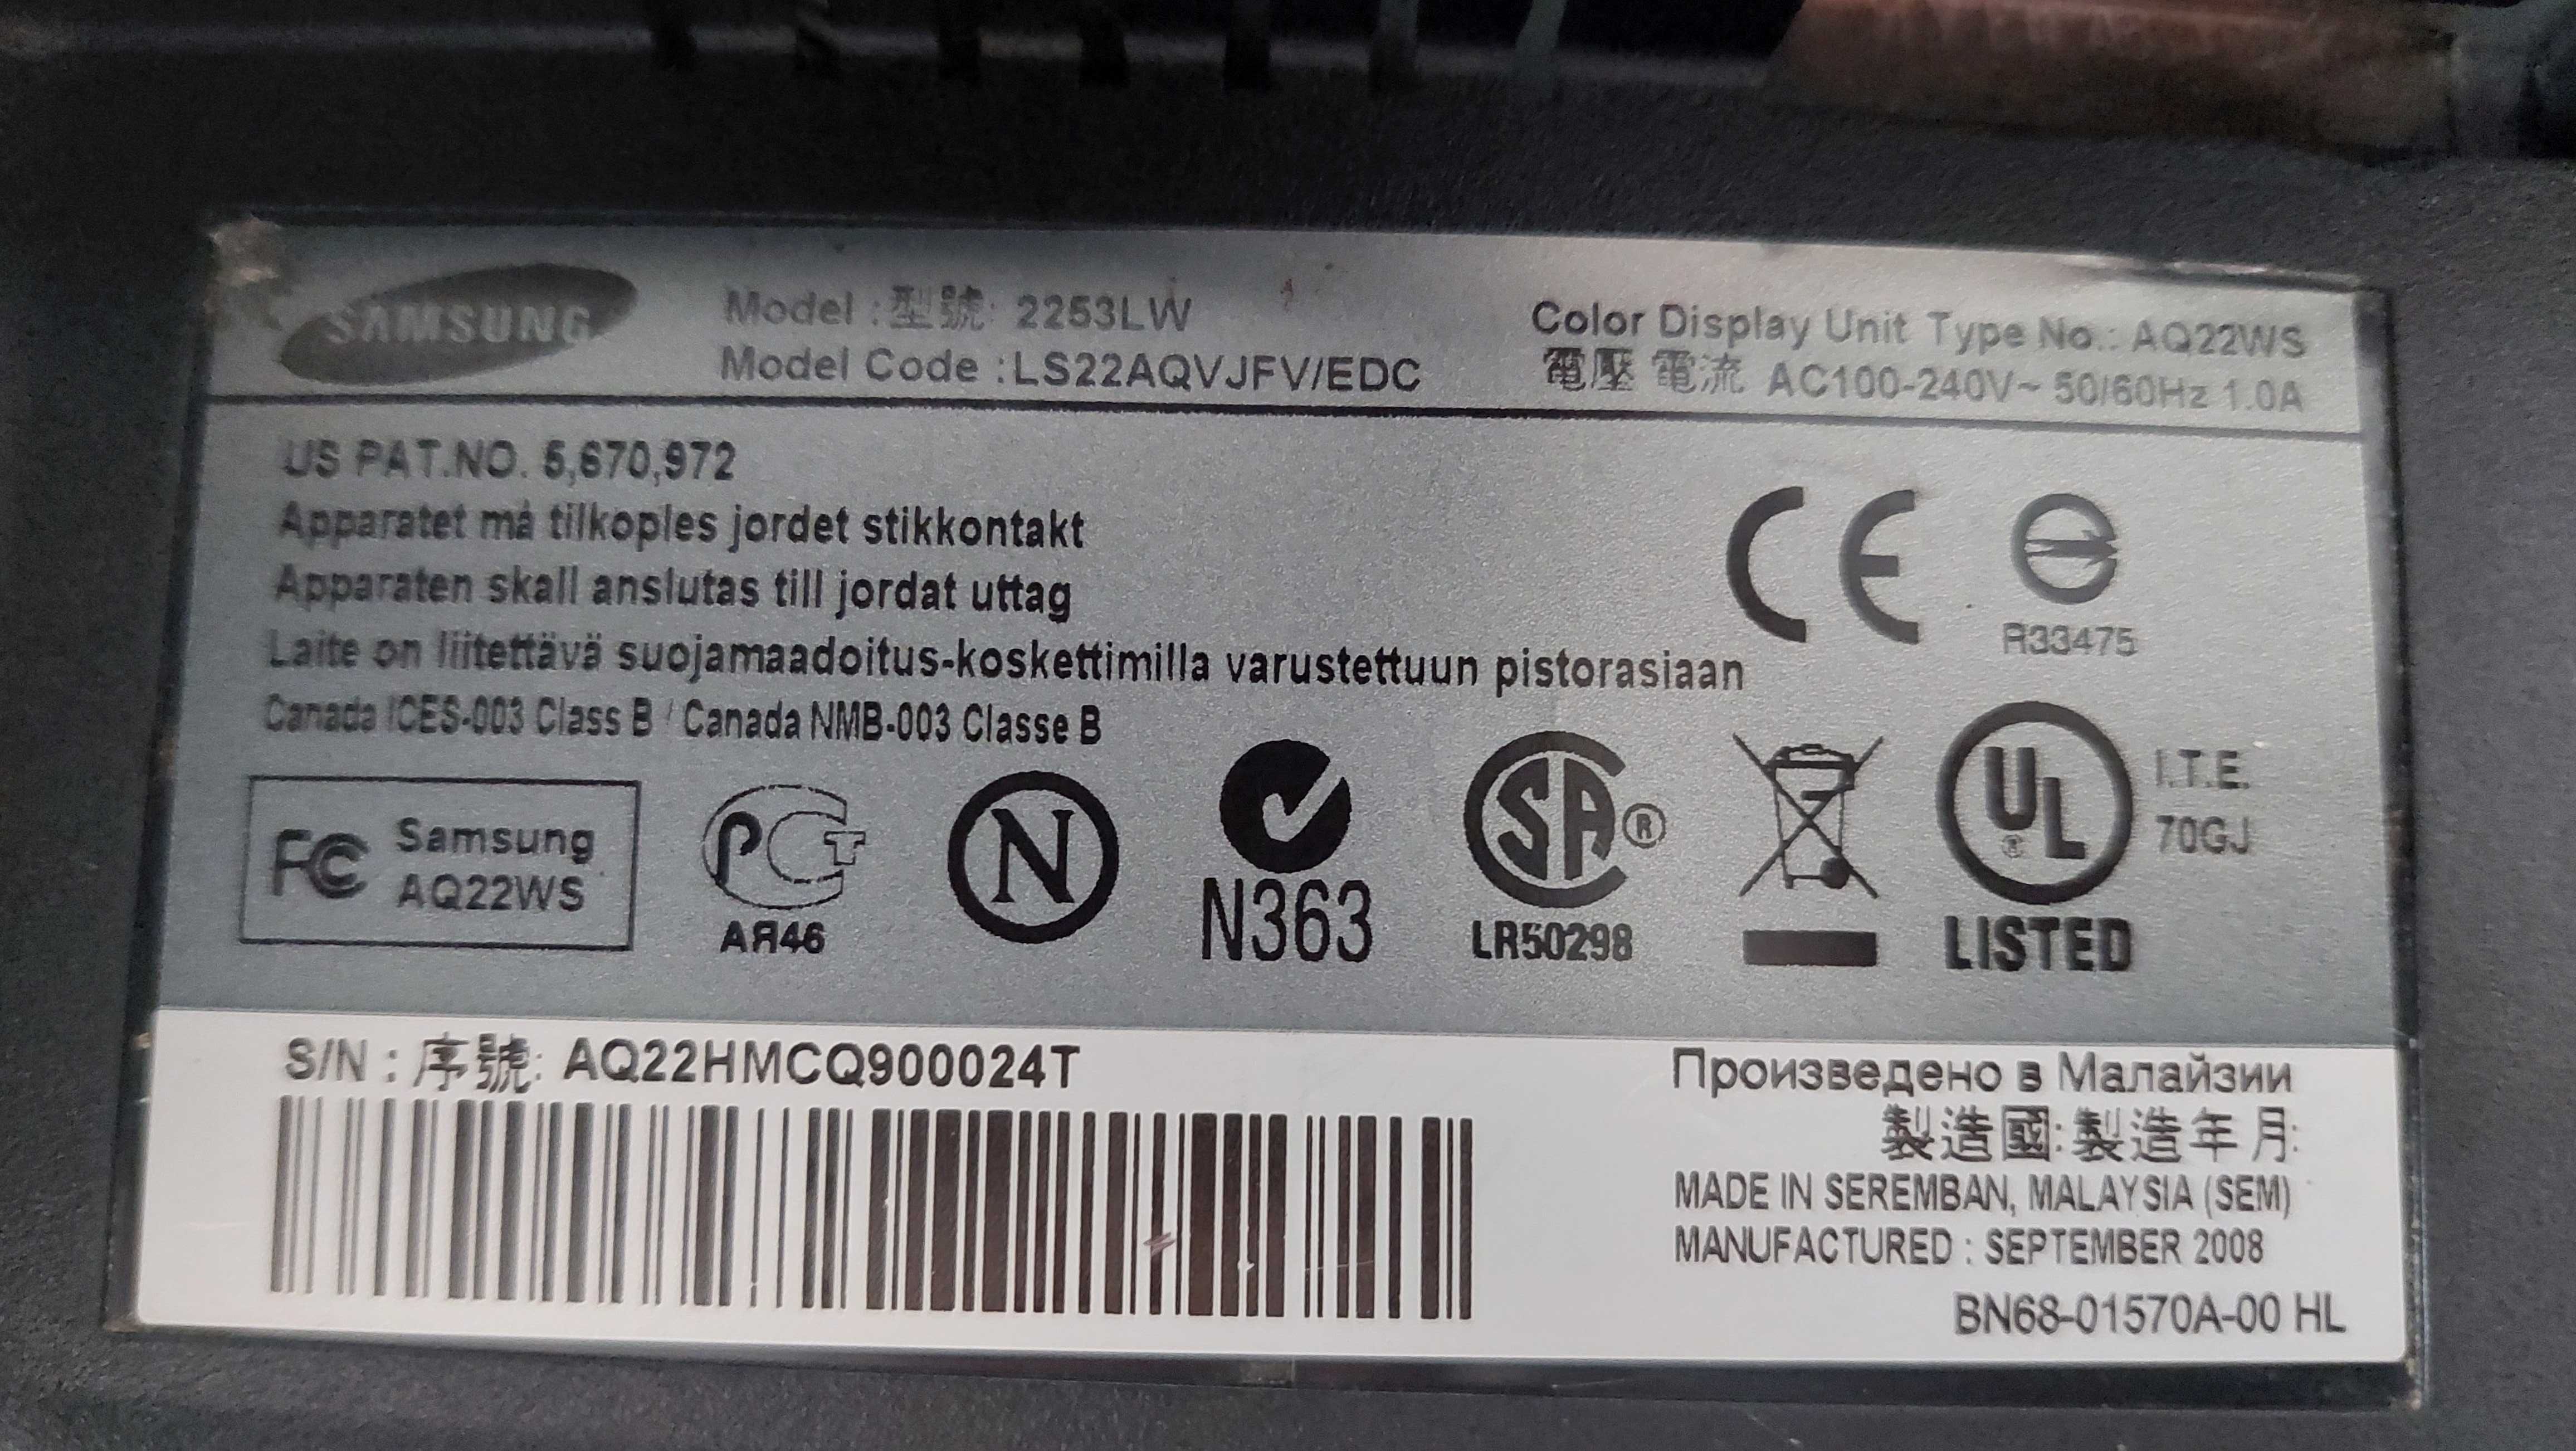 SAMSUNG
Model : 型號: 2253LW
Model Code : LS22AQVJFV/EDC
Color Display Unit Type No.: AQ22WS
電壓 電流 AC100-240V~ 50/60Hz 1.0A
US PAT.NO. 5,670,972
Apparatet må tilkoples jordet stikkontakt
Apparaten skall anslutas till jordat uttag
Laite on liitettävä suojamaadoitus-koskettimilla varustettuun pistorasiaan
Canada ICES-003 Class B / Canada NMB-003 Classe B
CE
R33475
FC Samsung
AQ22WS
PCT
АЯ46
N
N363
SA®
LR50298
UL®
LISTED
I.T.E.
70GJ
S/N : 序號: AQ22HMCQ900024T
Произведено в Малайзии
製造國: 製造年月:
MADE IN SEREMBAN, MALAYSIA (SEM)
MANUFACTURED : SEPTEMBER 2008
BN68-01570A-00 HL